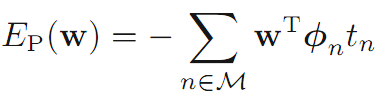 E_P(w) = − ∑_{n∈ℳ} w^T ϕ_n t_n